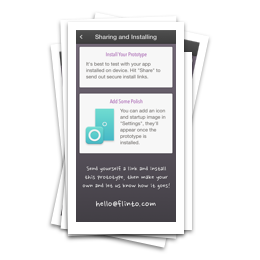 Sharing and Installing
Install Your Prototype
It's best to test with your app
installed on device. Hit "Share" to
send out secure install links.
Add Some Polish
You can add an icon
and startup image in
"Settings", they'll
appear once the
prototype is
installed.
Send yourself a link and install
this prototype, then make your
own and let us know how it goes!
hello@flinto.com